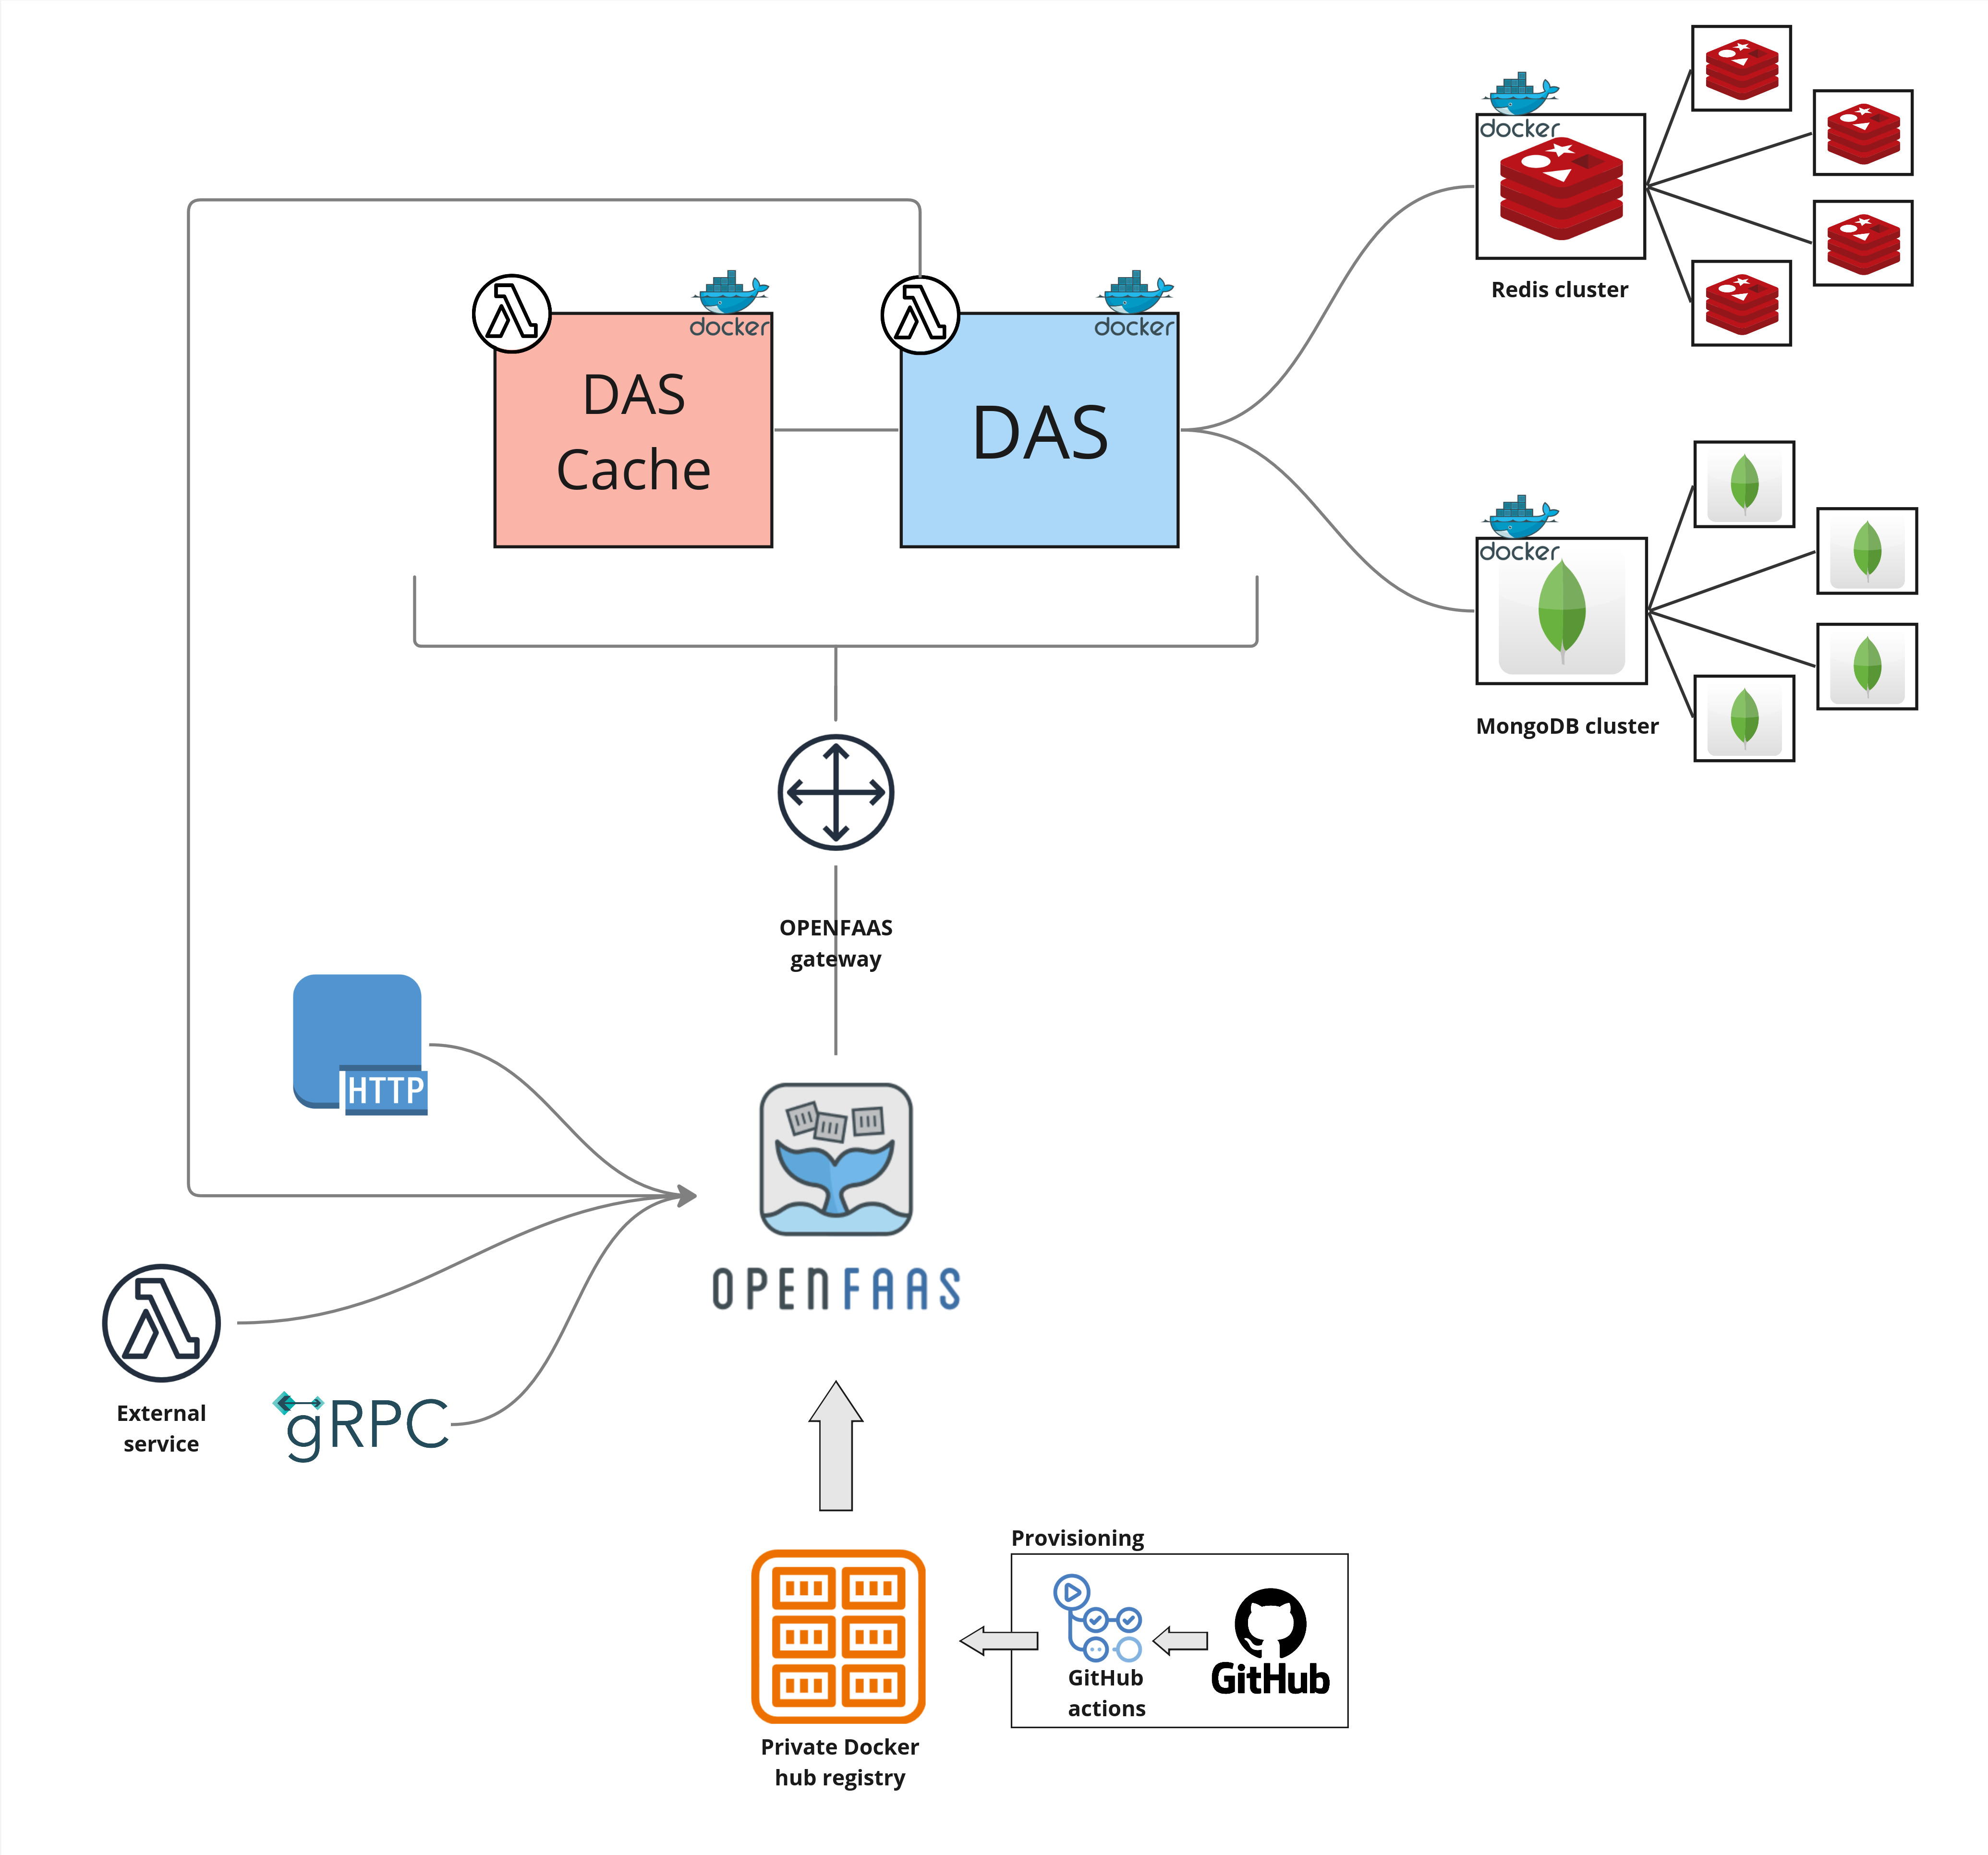 docker
Redis cluster
docker
docker
DAS
Cache
DAS
docker
MongoDB cluster
OPENFAAS
gateway
HTTP
OPENFAAS
External
service
gRPC
Provisioning
GitHub
actions
GitHub
Private Docker
hub registry